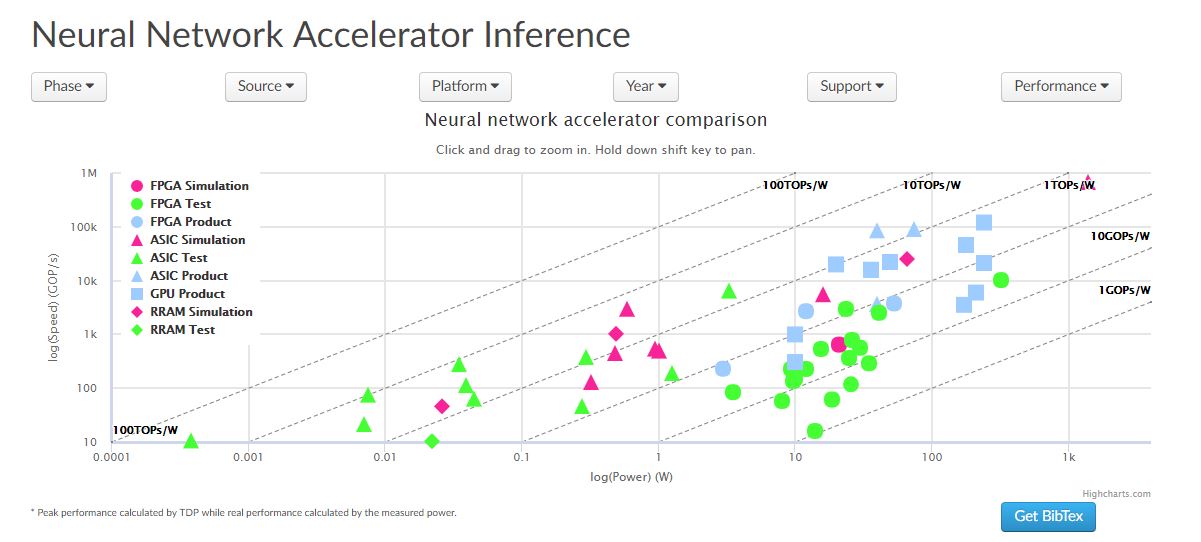 Neural Network Accelerator Inference
Phase
Source
Platform
Year
Support
Performance
Neural network accelerator comparison
Click and drag to zoom in. Hold down shift key to pan.
log(Speed) (GOP/s)
1M
100k
10k
1k
100
10
FPGA Simulation
FPGA Test
FPGA Product
ASIC Simulation
ASIC Test
ASIC Product
GPU Product
RRAM Simulation
RRAM Test
100TOPs/W
10TOPs/W
1TOPs/W
10GOPs/W
1GOPs/W
100TOPs/W
0.0001
0.001
0.01
0.1
1
10
100
1k
log(Power) (W)
Highcharts.com
* Peak performance calculated by TDP while real performance calculated by the measured power.
Get BibTex